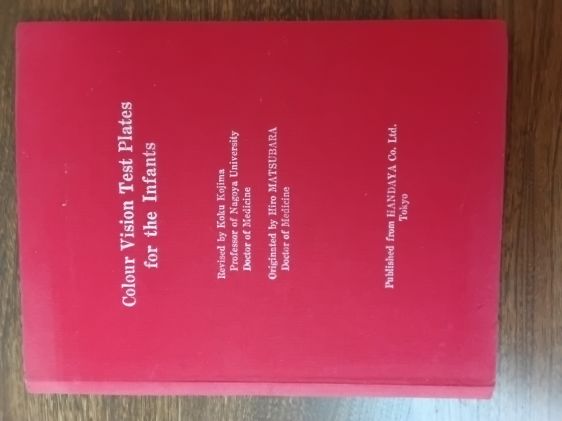 Colour Vision Test Plates
for the Infants
Revised by Koku Kojima
Professor of Nagoya University
Doctor of Medicine
Originated by Hiro MATSUBARA
Doctor of Medicine
Published from HANDAYA Co. Ltd.
Tokyo